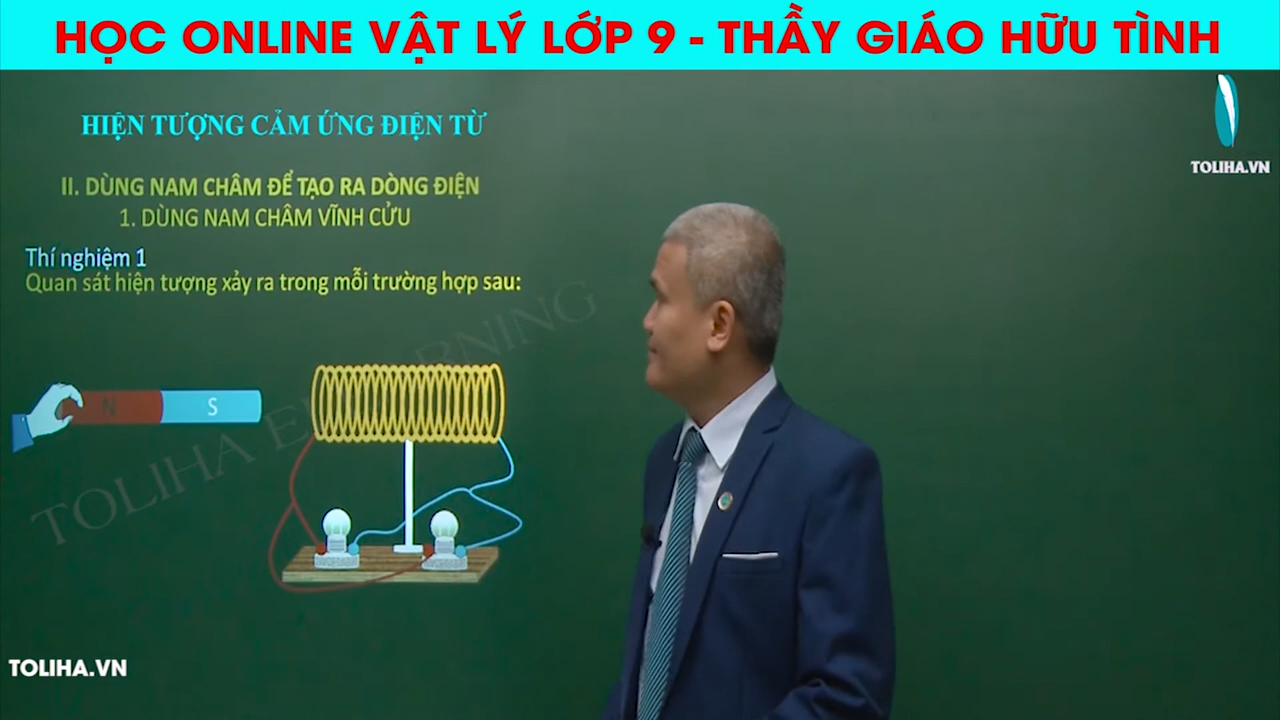 HỌC ONLINE VẬT LÝ LỚP 9 - THẦY GIÁO HỮU TÌNH
TOLIHA.VN
HIỆN TƯỢNG CẢM ỨNG ĐIỆN TỪ
II. DÙNG NAM CHÂM ĐỂ TẠO RA DÒNG ĐIỆN
1. DÙNG NAM CHÂM VĨNH CỬU
Thí nghiệm 1
Quan sát hiện tượng xảy ra trong mỗi trường hợp sau:
N S
TOLIHA E LEARNING
TOLIHA.VN